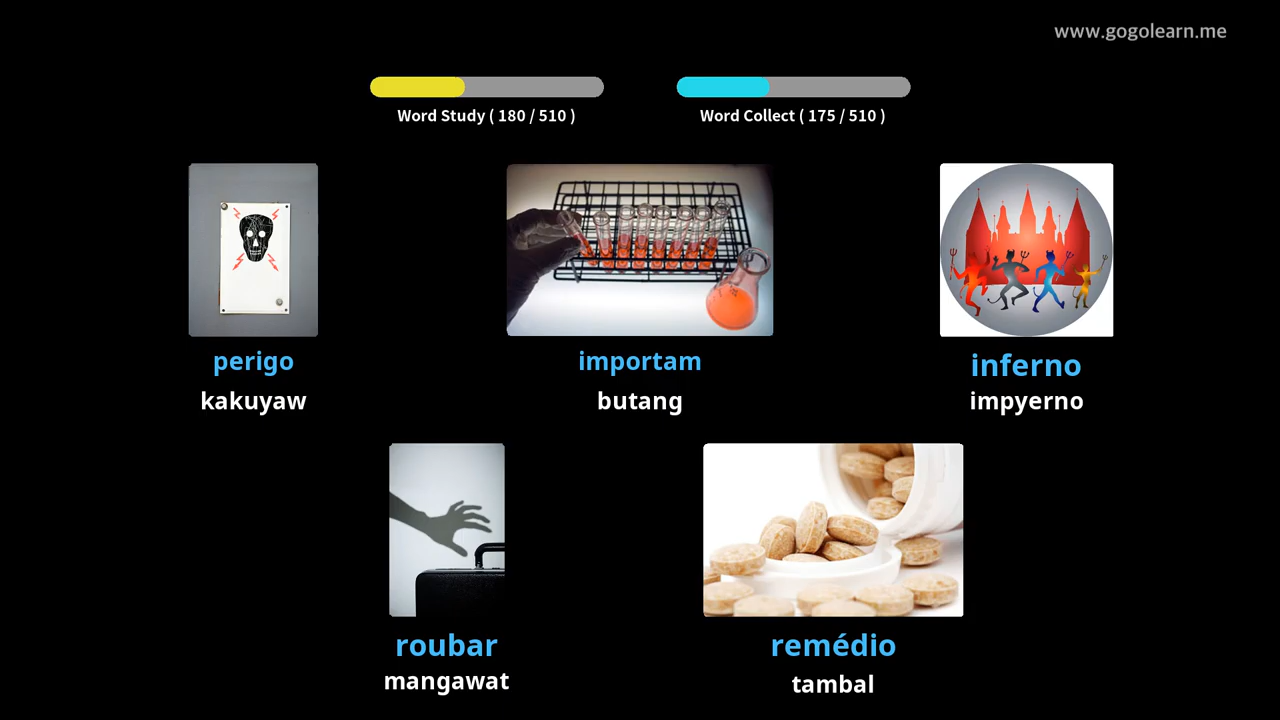 www.gogolearn.me
Word Study ( 180 / 510 )
Word Collect ( 175 / 510 )
perigo
kakuyaw
importam
butang
inferno
impyerno
roubar
mangawat
remédio
tambal